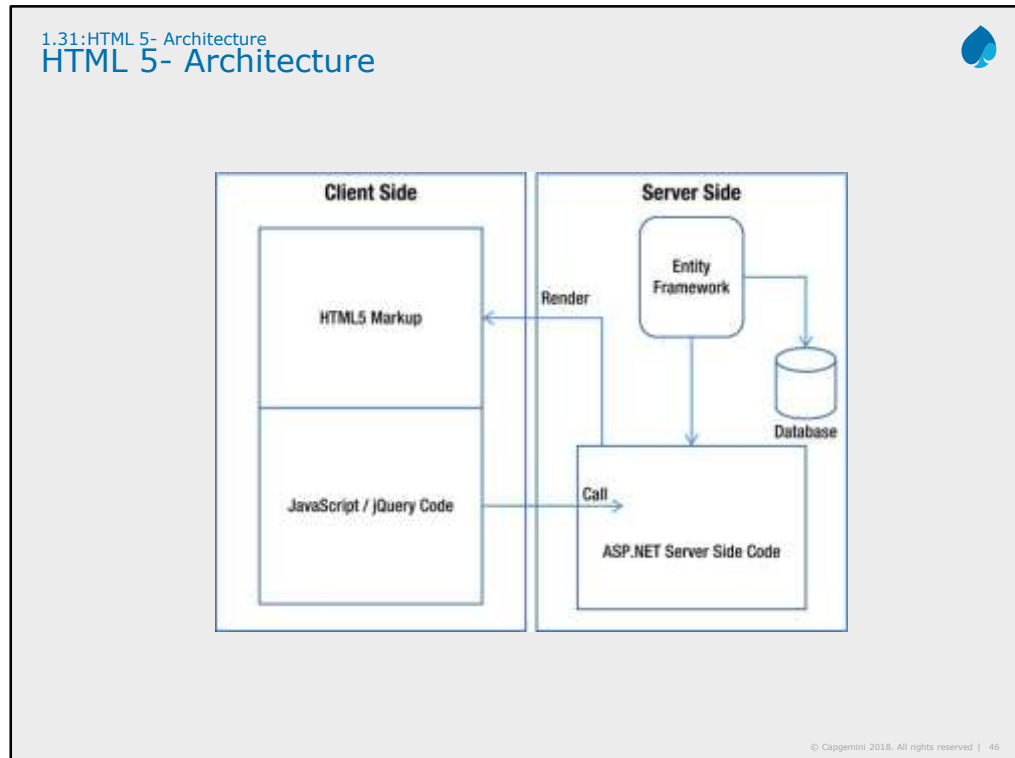 1.31:HTML 5- Architecture
HTML 5- Architecture
Client Side
Server Side
Entity
Framework
Render
HTML5 Markup
Database
Call
JavaScript / jQuery Code
ASP.NET Server Side Code
© Capgemini 2018. All rights reserved | 46